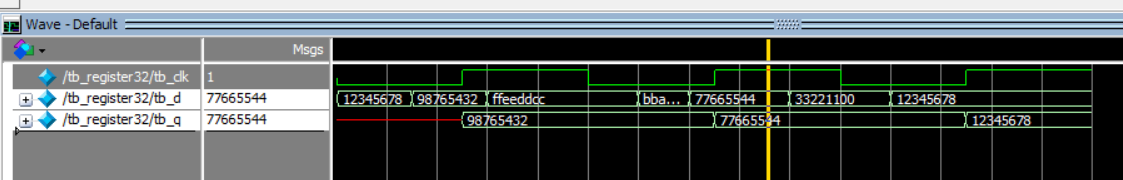 Wave - Default
Msgs
/tb_register32/tb_clk 1
/tb_register32/tb_d 77665544 12345678 98765432 ffeeddcc bba... 77665544 33221100 12345678
/tb_register32/tb_q 77665544 98765432 77665544 12345678